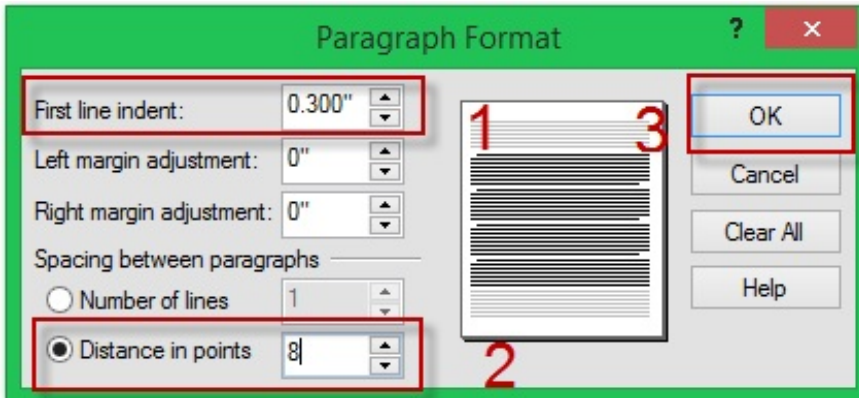 Paragraph Format ? ×
First line indent: 0.300" 1 3 OK
Left margin adjustment: 0" Cancel
Right margin adjustment: 0" Clear All
Spacing between paragraphs
Number of lines 1 Help
Distance in points 8 2